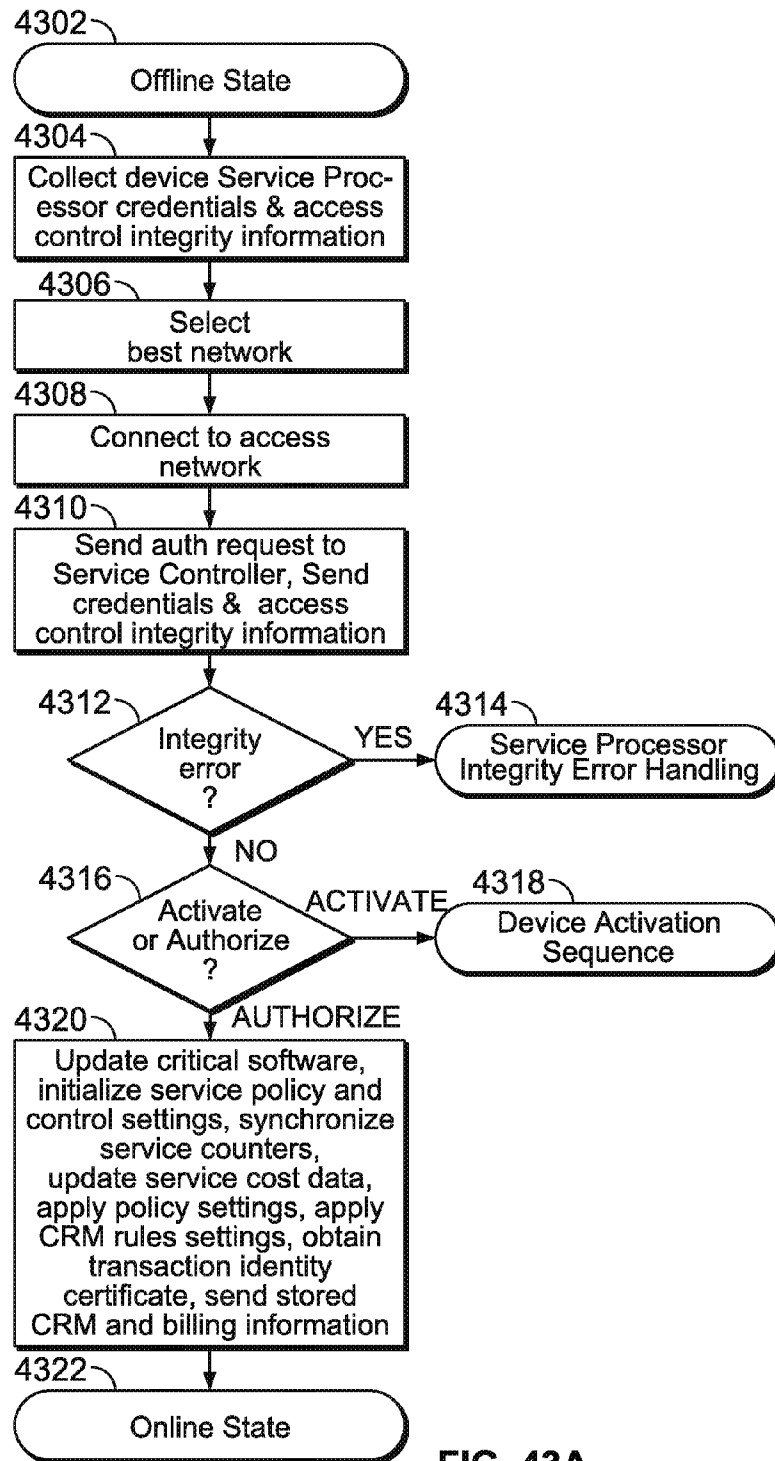 4302
Offline State
4304
Collect device Service Proc-
essor credentials & access
control integrity information
4306
Select
best network
4308
Connect to access
network
4310
Send auth request to
Service Controller, Send
credentials & access
control integrity information
4312
Integrity
error
?
YES
4314
Service Processor
Integrity Error Handling
NO
4316
Activate
or Authorize
?
ACTIVATE
4318
Device Activation
Sequence
AUTHORIZE
4320
Update critical software,
initialize service policy and
control settings, synchronize
service counters,
update service cost data,
apply policy settings, apply
CRM rules settings, obtain
transaction identity
certificate, send stored
CRM and billing information
4322
Online State
FIG. 43A